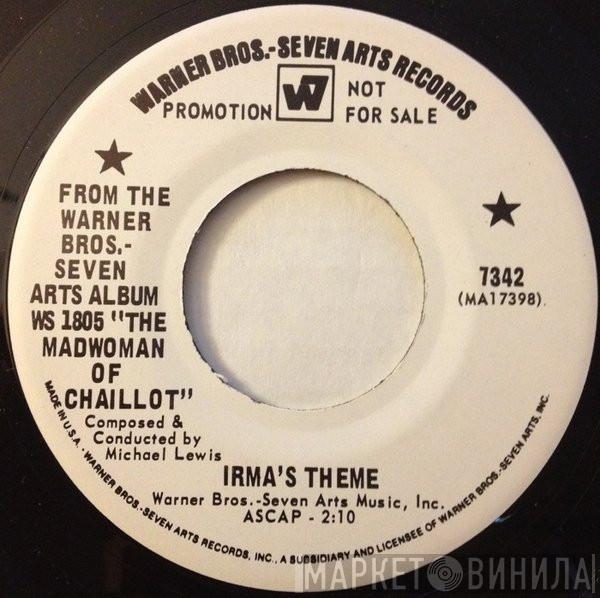 WARNER BROS.-SEVEN ARTS RECORDS
PROMOTION
W7
NOT
FOR SALE
FROM THE
WARNER
BROS.-
SEVEN
ARTS ALBUM
WS 1805 "THE
MADWOMAN
OF
CHAILLOT"
Composed &
Conducted by
Michael Lewis
7342
(MA17398).
IRMA'S THEME
Warner Bros.-Seven Arts Music, Inc.
ASCAP - 2:10
MADE IN U.S.A. · WARNER BROS.-SEVEN ARTS RECORDS, INC., A SUBSIDIARY AND LICENSEE OF WARNER BROS.-SEVEN ARTS, INC.
МАРКЕТ ВИНИЛА